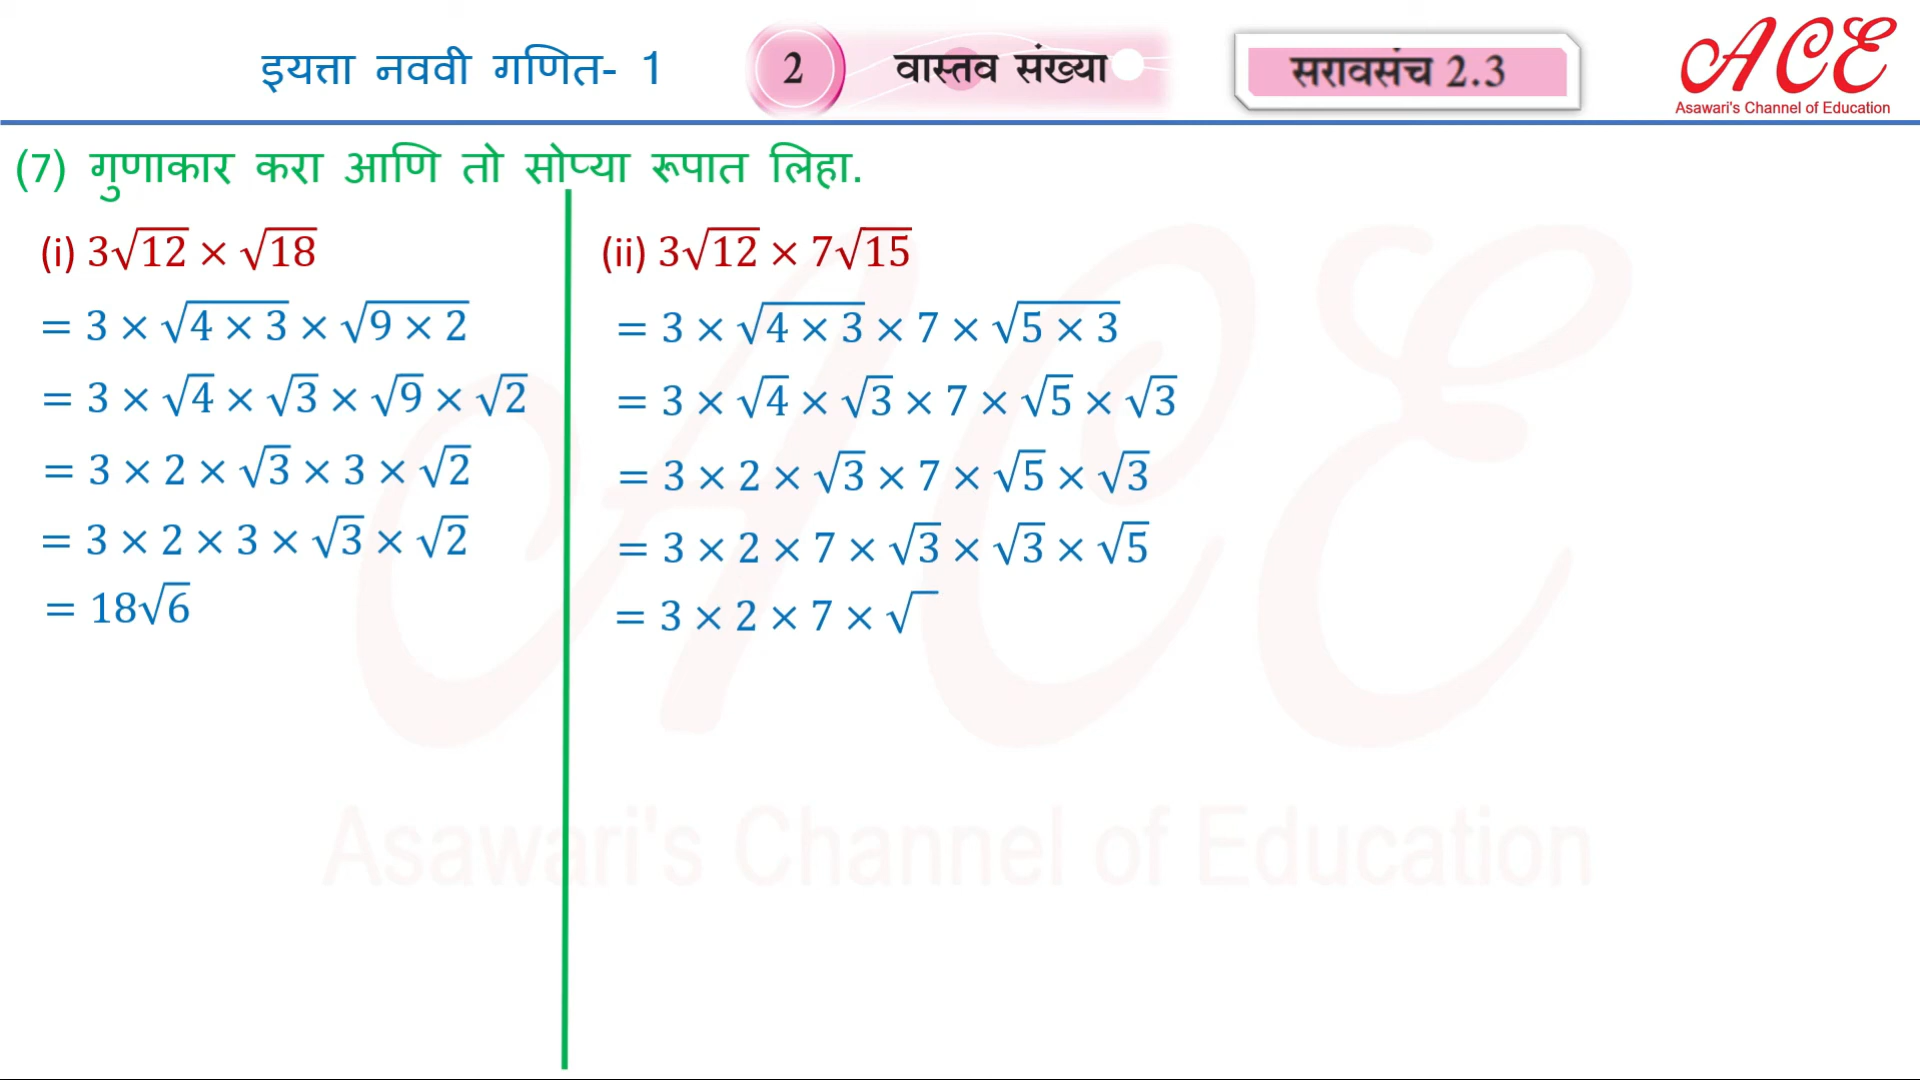 इयत्ता नववी गणित- 1
2 वास्तव संख्या
सरावसंच 2.3
ACE
Asawari's Channel of Education
(7) गुणाकार करा आणि तो सोप्या रूपात लिहा.
(i) 3√12 × √18
= 3 × √(4 × 3) × √(9 × 2)
= 3 × √4 × √3 × √9 × √2
= 3 × 2 × √3 × 3 × √2
= 3 × 2 × 3 × √3 × √2
= 18√6
(ii) 3√12 × 7√15
= 3 × √(4 × 3) × 7 × √(5 × 3)
= 3 × √4 × √3 × 7 × √5 × √3
= 3 × 2 × √3 × 7 × √5 × √3
= 3 × 2 × 7 × √3 × √3 × √5
= 3 × 2 × 7 × √
ACE
Asawari's Channel of Education